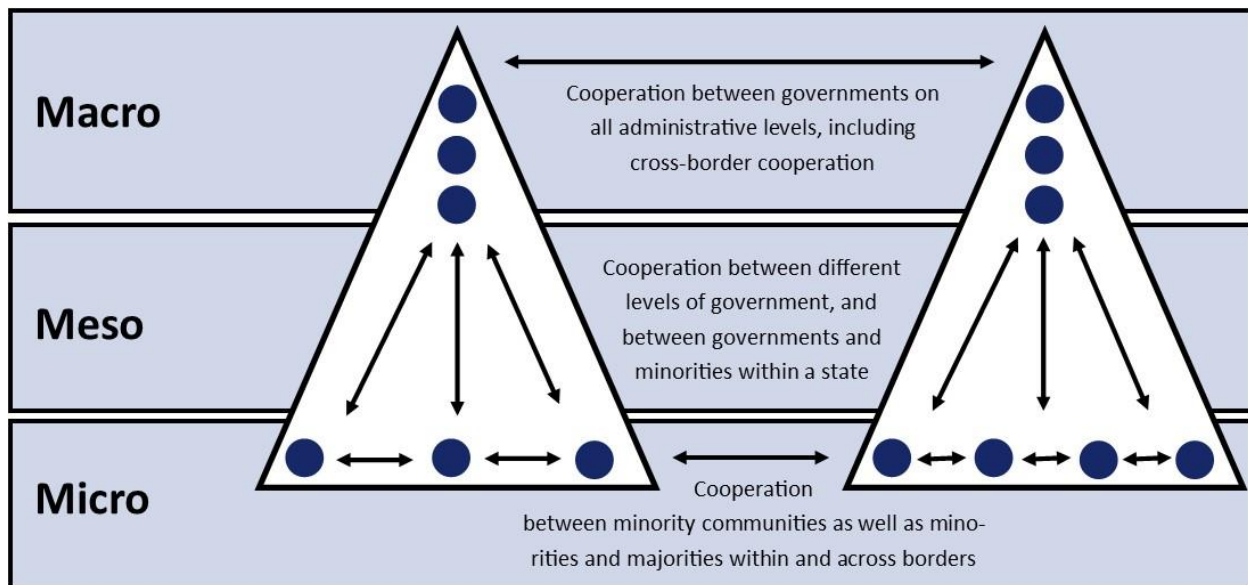 Macro
Cooperation between governments on
all administrative levels, including
cross-border cooperation
Meso
Cooperation between different
levels of government, and
between governments and
minorities within a state
Micro
Cooperation
between minority communities as well as mino-
rities and majorities within and across borders